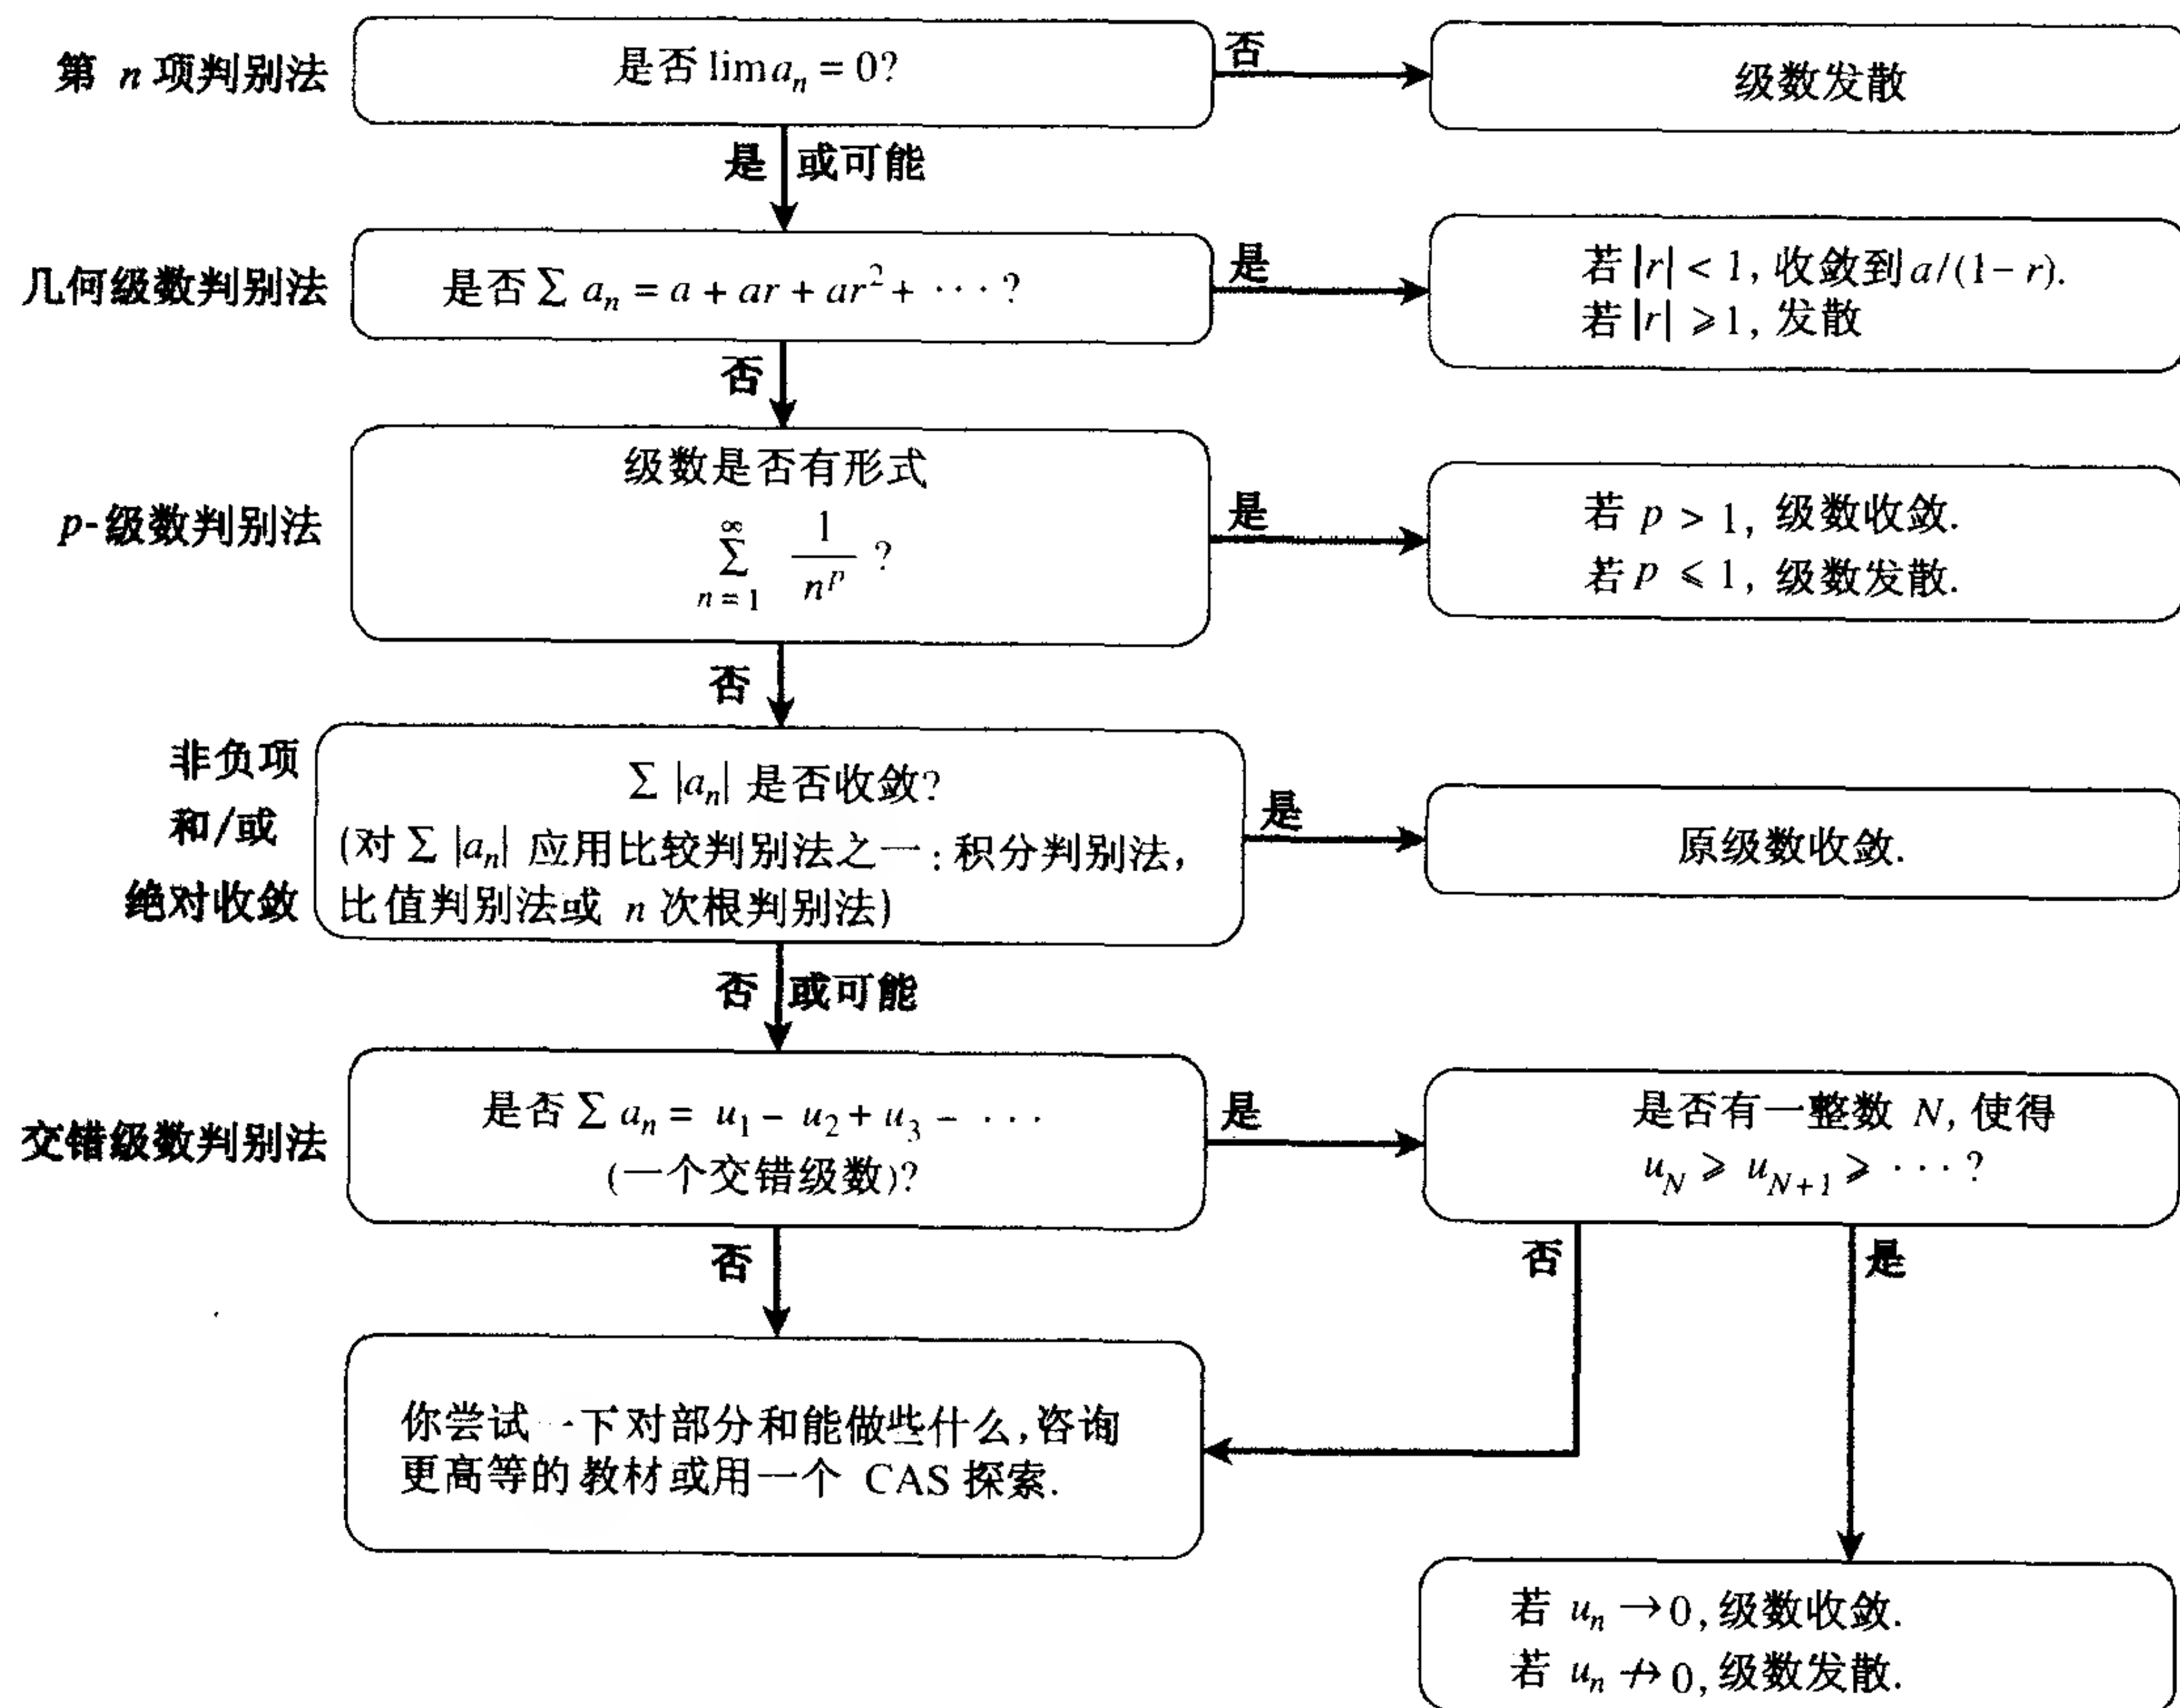 第 n 项判别法
是否 lim aₙ = 0?
否
级数发散
是 或可能
几何级数判别法
是否 Σ aₙ = a + ar + ar² + ··· ?
是
若 |r| < 1, 收敛到 a/(1− r).
若 |r| ⩾ 1, 发散
否
p-级数判别法
级数是否有形式
∞
Σ 1/nᵖ ?
n = 1
是
若 p > 1, 级数收敛.
若 p ⩽ 1, 级数发散.
否
非负项
和/或
绝对收敛
Σ |aₙ| 是否收敛?
(对 Σ |aₙ| 应用比较判别法之一: 积分判别法,
比值判别法或 n 次根判别法)
是
原级数收敛.
否 或可能
交错级数判别法
是否 Σ aₙ = u₁ − u₂ + u₃ − ···
(一个交错级数)?
是
是否有一整数 N, 使得
u_N ⩾ u_{N+1} ⩾ ··· ?
否
否
是
你尝试一下对部分和能做些什么,咨询
更高等的教材或用一个 CAS 探索.
若 uₙ → 0, 级数收敛.
若 uₙ ↛ 0, 级数发散.